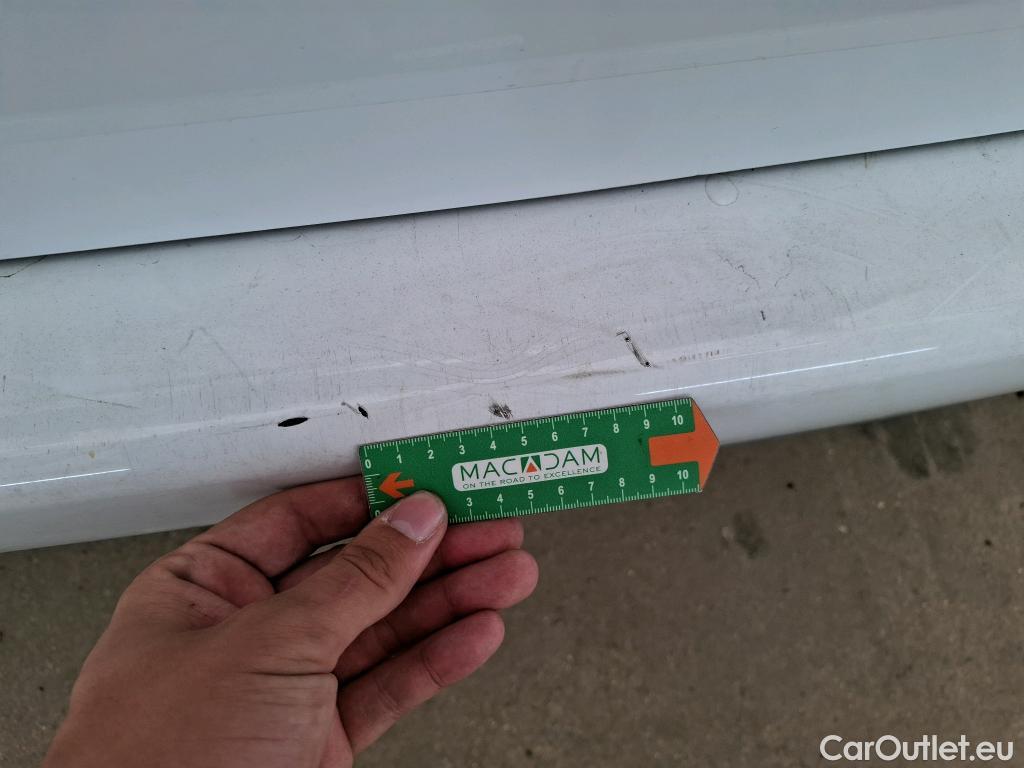 0 1 2 3 4 5 6 7 8 9 10
MACADAM
ON THE ROAD TO EXCELLENCE
0 3 4 5 6 7 8 9 10
CarOutlet.eu